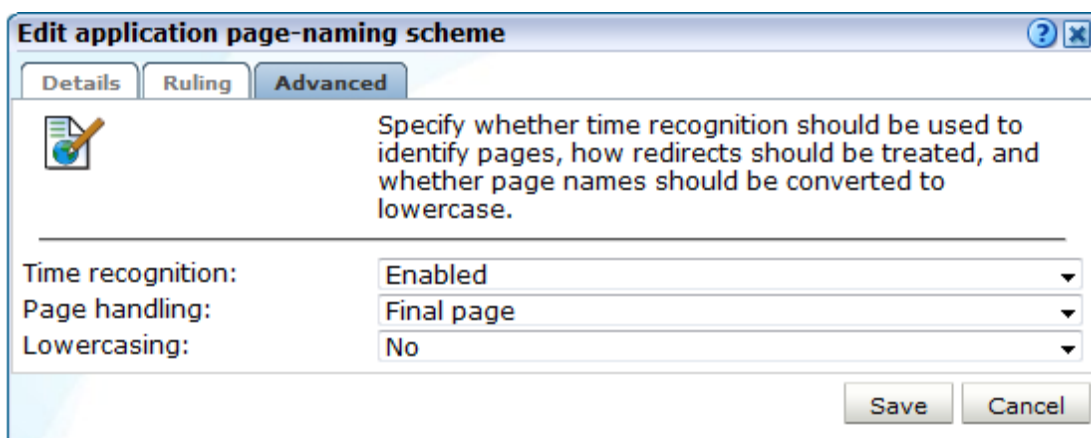 Edit application page-naming scheme
?
Details Ruling Advanced
Specify whether time recognition should be used to
identify pages, how redirects should be treated, and
whether page names should be converted to
lowercase.
Time recognition: Enabled
Page handling: Final page
Lowercasing: No
Save Cancel